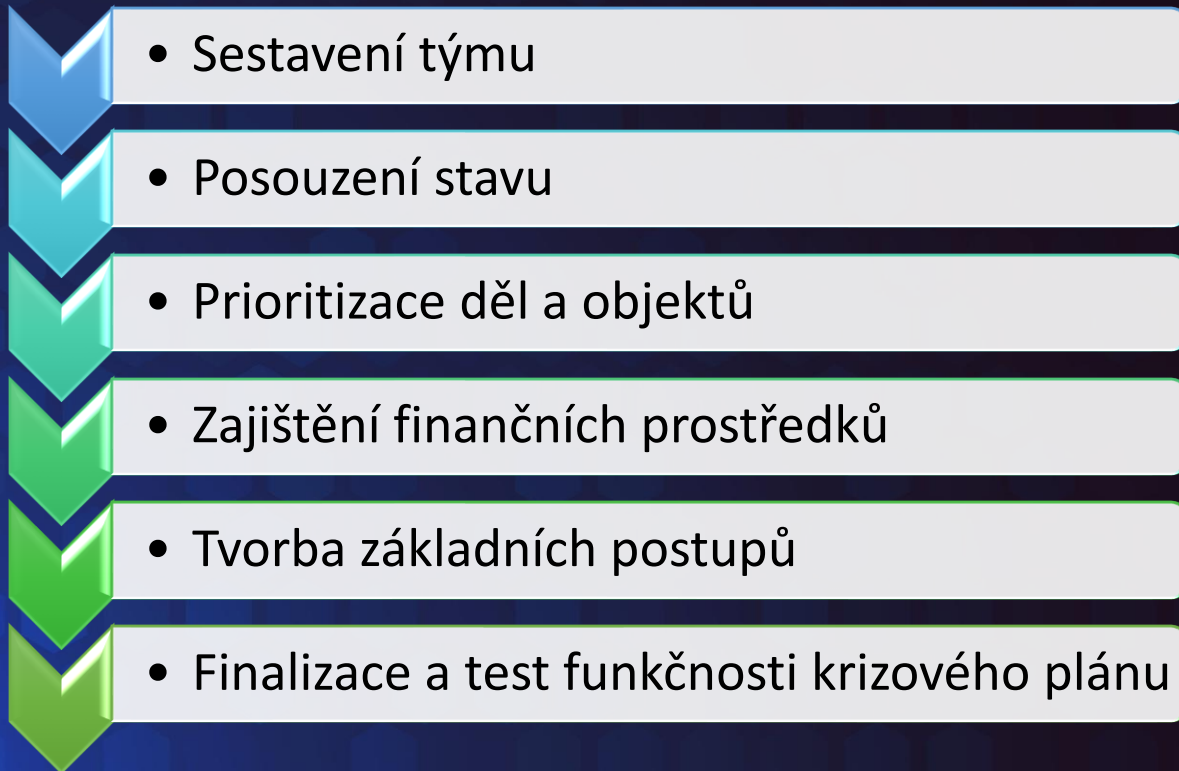 • Sestavení týmu
• Posouzení stavu
• Prioritizace děl a objektů
• Zajištění finančních prostředků
• Tvorba základních postupů
• Finalizace a test funkčnosti krizového plánu